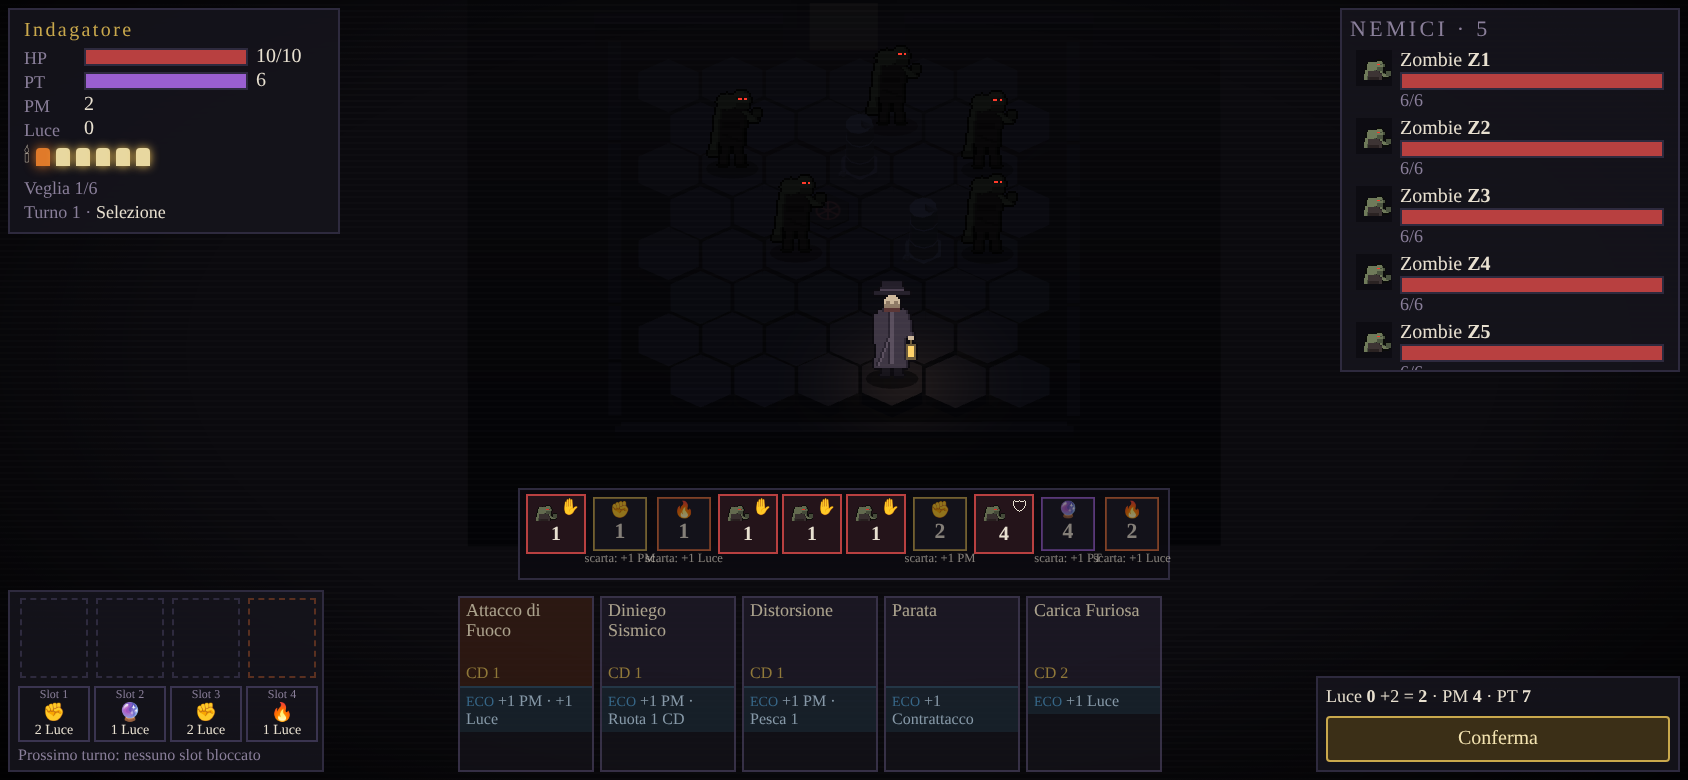 Indagatore
HP 10/10
PT 6
PM 2
Luce 0
Veglia 1/6
Turno 1 · Selezione
NEMICI · 5
Zombie Z1
6/6
Zombie Z2
6/6
Zombie Z3
6/6
Zombie Z4
6/6
Zombie Z5
6/6
1 1 1 1 1 1 2 4 4 2
scarta: +1 PM scarta: +1 Luce scarta: +1 PM scarta: +1 PT scarta: +1 Luce
Attacco di
Fuoco
CD 1
ECO +1 PM · +1
Luce
Diniego
Sismico
CD 1
ECO +1 PM ·
Ruota 1 CD
Distorsione
CD 1
ECO +1 PM ·
Pesca 1
Parata
ECO +1
Contrattacco
Carica Furiosa
CD 2
ECO +1 Luce
Slot 1 Slot 2 Slot 3 Slot 4
2 Luce 1 Luce 2 Luce 1 Luce
Prossimo turno: nessuno slot bloccato
Luce 0 +2 = 2 · PM 4 · PT 7
Conferma